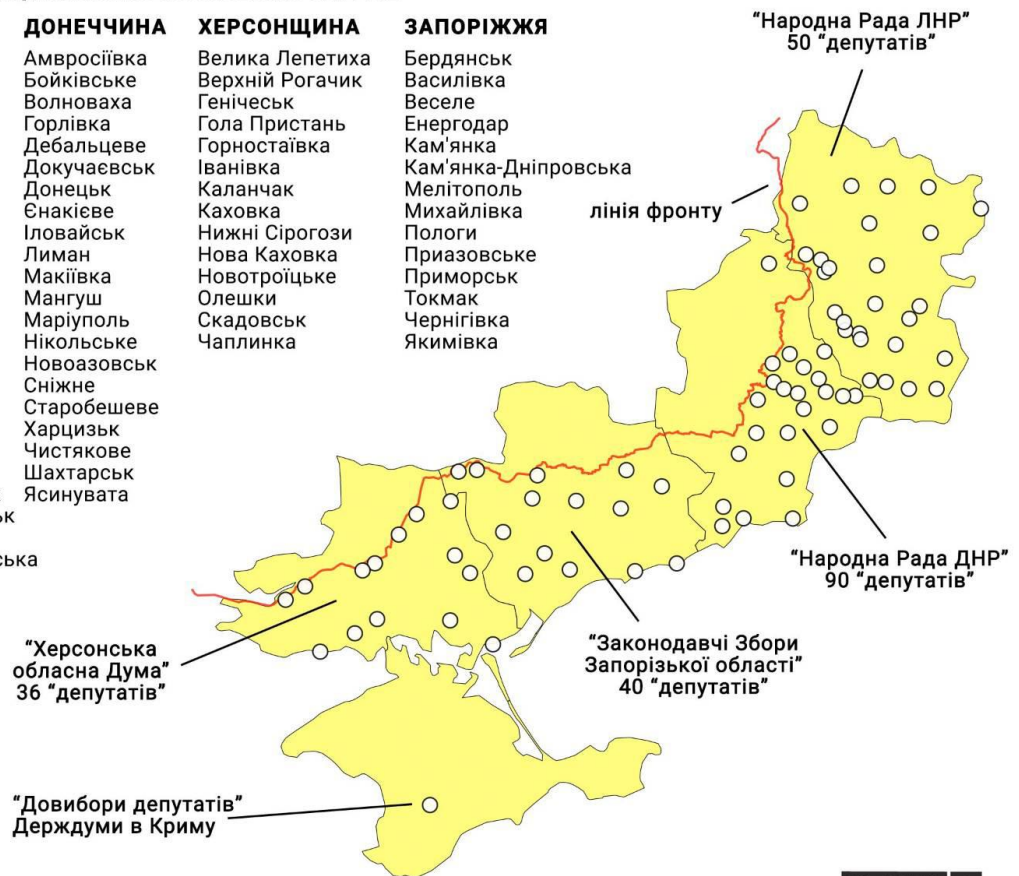 ДОНЕЧЧИНА
Амвросіївка
Бойківське
Волноваха
Горлівка
Дебальцеве
Докучаєвськ
Донецьк
Єнакієве
Іловайськ
Лиман
Макіївка
Мангуш
Маріуполь
Нікольське
Новоазовськ
Сніжне
Старобешеве
Харцизьк
Чистякове
Шахтарськ
Ясинувата
ьк
ська
ХЕРСОНЩИНА
Велика Лепетиха
Верхній Рогачик
Генічеськ
Гола Пристань
Горностаївка
Іванівка
Каланчак
Каховка
Нижні Сірогози
Нова Каховка
Новотроїцьке
Олешки
Скадовськ
Чаплинка
ЗАПОРІЖЖЯ
Бердянськ
Василівка
Веселе
Енергодар
Кам'янка
Кам'янка-Дніпровська
Мелітополь
Михайлівка
Пологи
Приазовське
Приморськ
Токмак
Чернігівка
Якимівка
“Народна Рада ЛНР”
50 “депутатів”
лінія фронту
“Народна Рада ДНР”
90 “депутатів”
“Законодавчі Збори
Запорізької області”
40 “депутатів”
“Херсонська
обласна Дума”
36 “депутатів”
“Довибори депутатів”
Держдуми в Криму